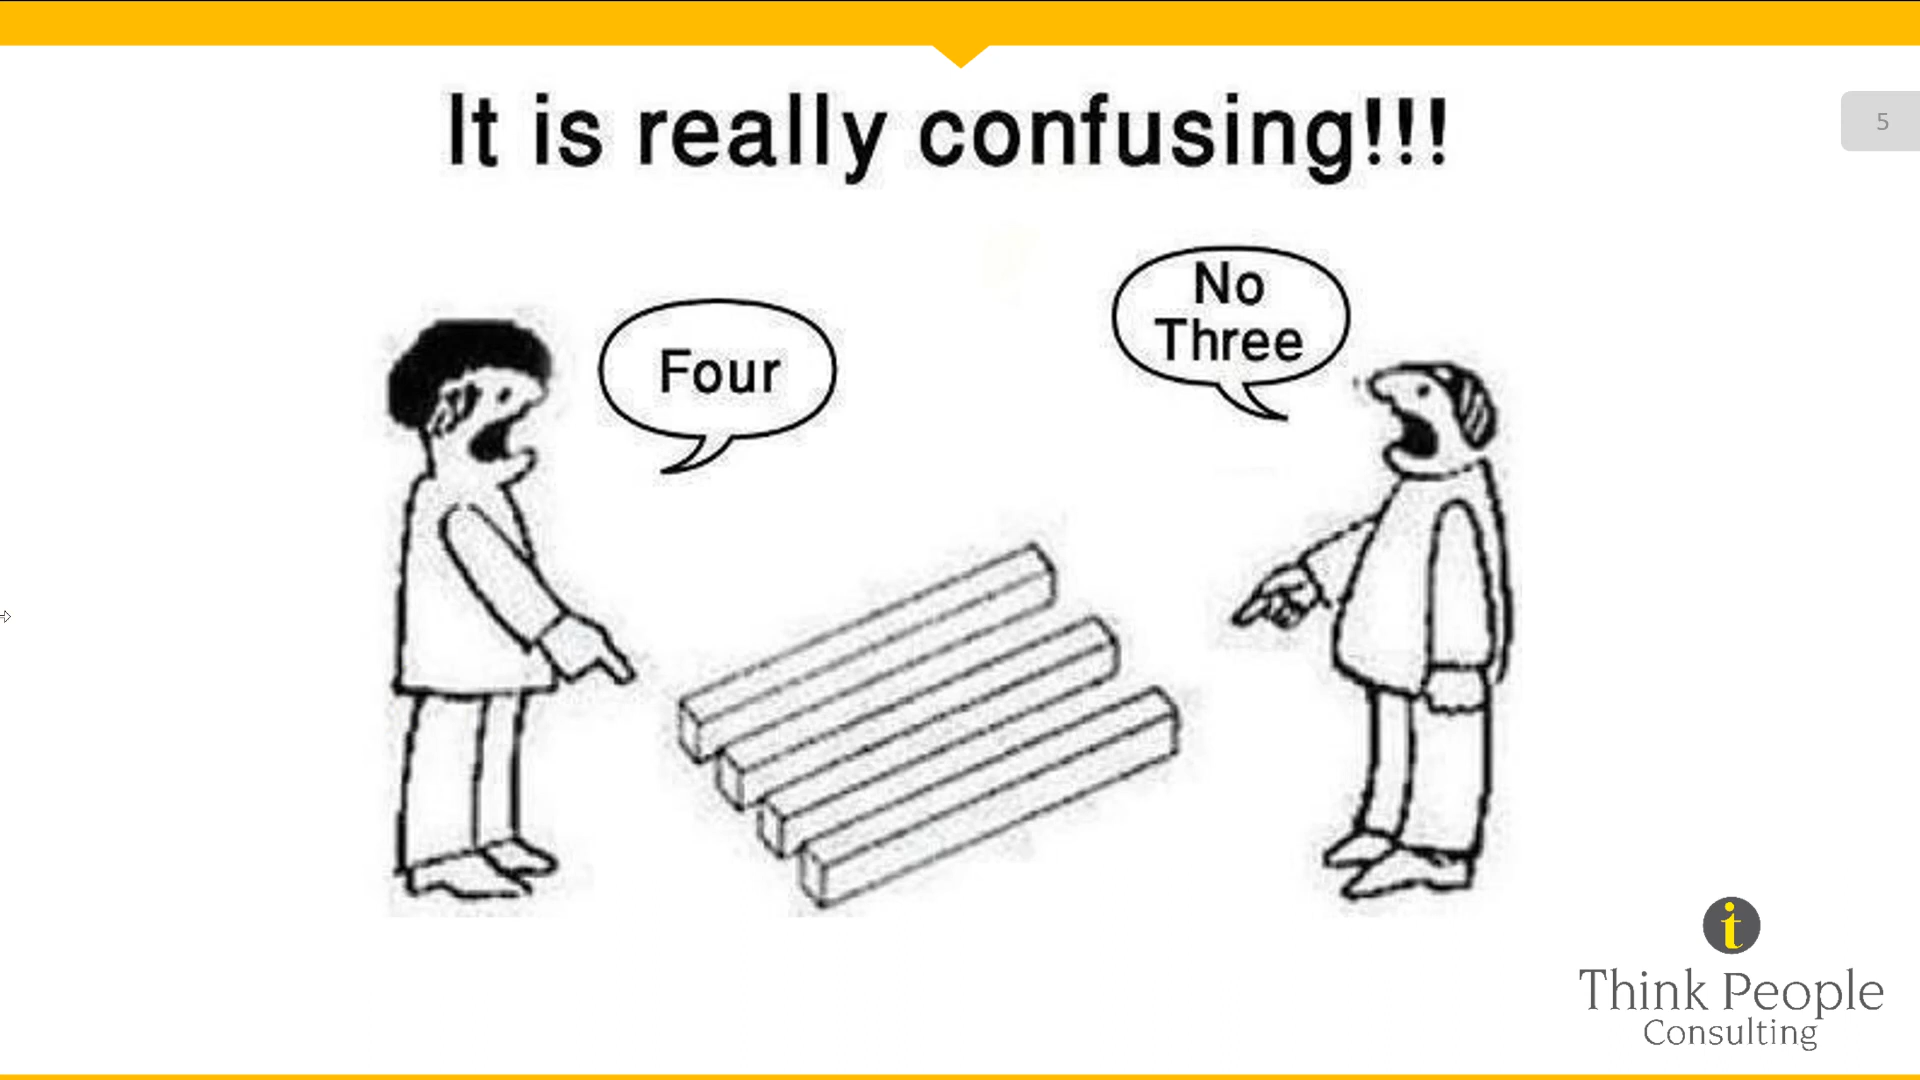 It is really confusing!!!
5
Four
No
Three
i
Think People
Consulting